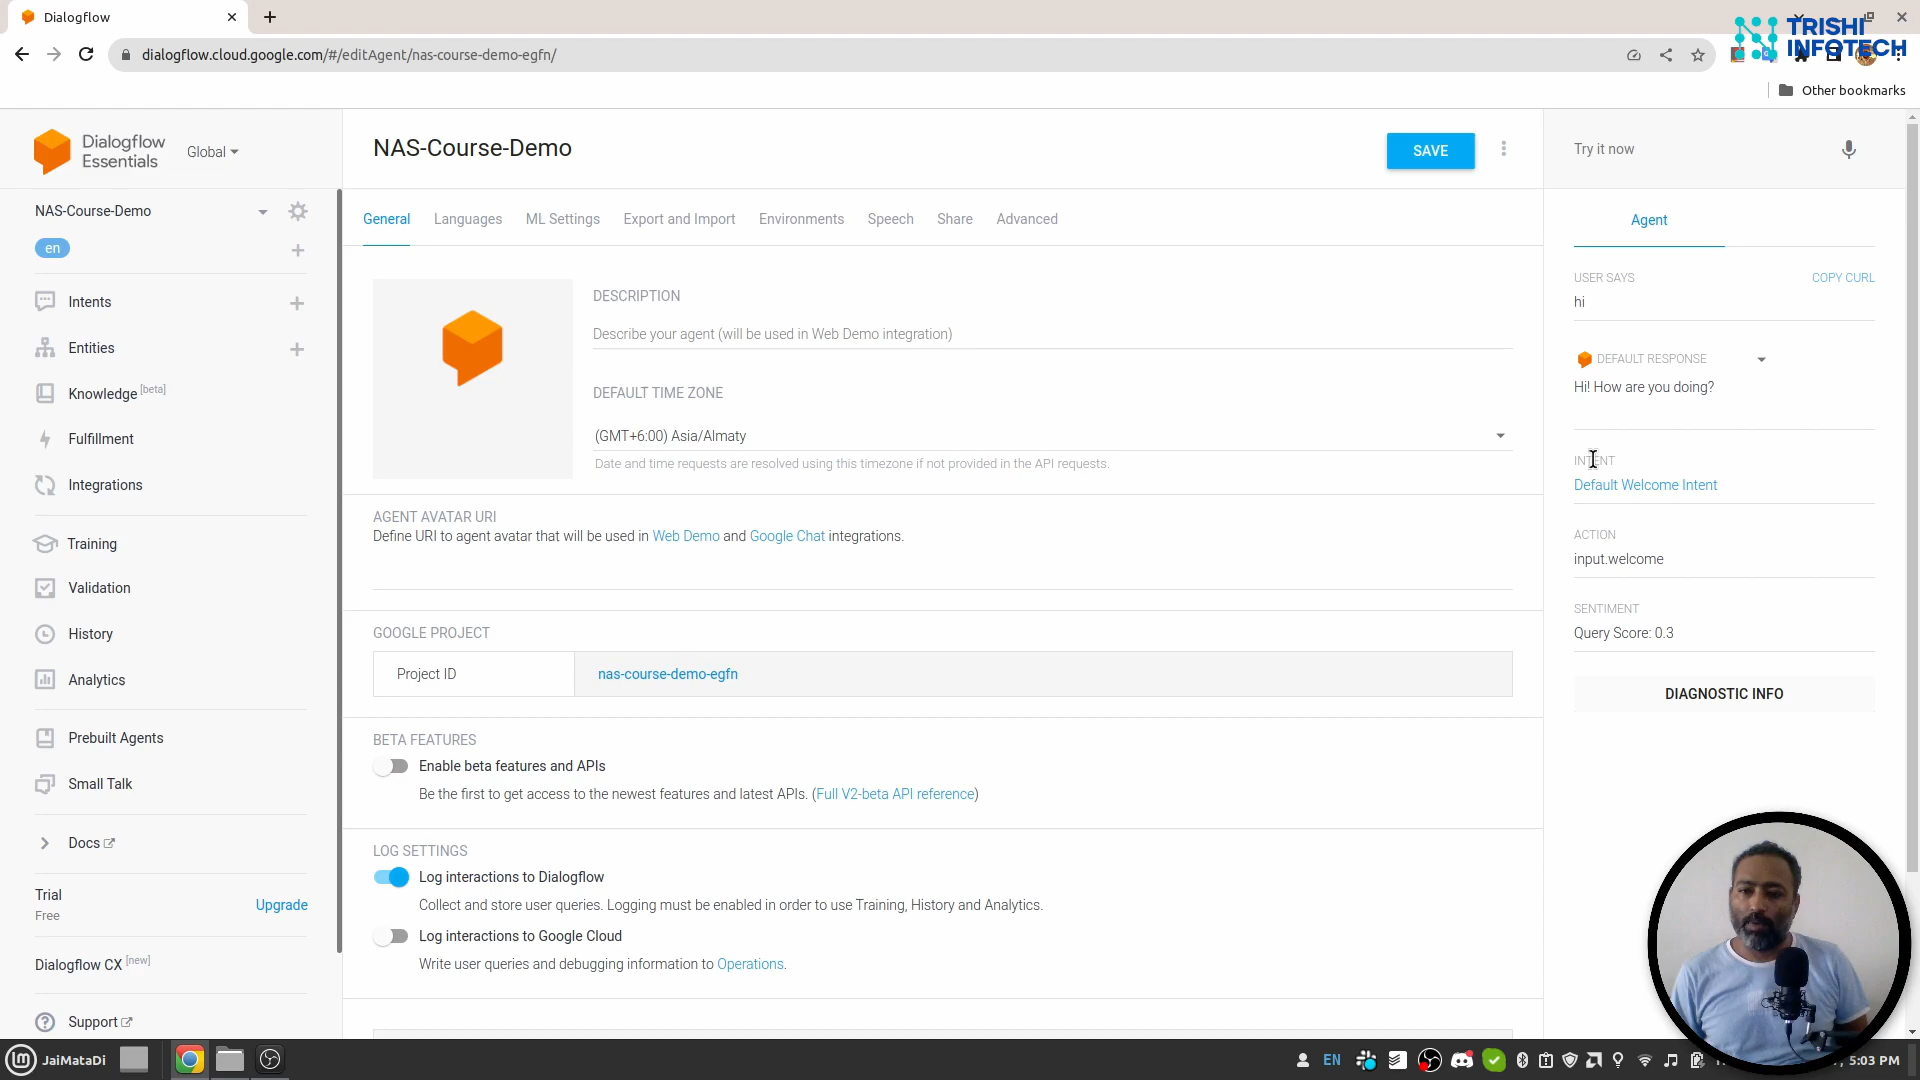 Dialogflow
dialogflow.cloud.google.com/#/editAgent/nas-course-demo-egfn/
TRISHI
INFOTECH
Other bookmarks
Dialogflow
Essentials
Global
NAS-Course-Demo
SAVE
Try it now
NAS-Course-Demo
en
General
Languages
ML Settings
Export and Import
Environments
Speech
Share
Advanced
Agent
Intents
Entities
Knowledge [beta]
Fulfillment
Integrations
Training
Validation
History
Analytics
Prebuilt Agents
Small Talk
Docs
Trial
Free
Upgrade
Dialogflow CX [new]
Support
DESCRIPTION
Describe your agent (will be used in Web Demo integration)
DEFAULT TIME ZONE
(GMT+6:00) Asia/Almaty
Date and time requests are resolved using this timezone if not provided in the API requests.
AGENT AVATAR URI
Define URI to agent avatar that will be used in Web Demo and Google Chat integrations.
GOOGLE PROJECT
Project ID
nas-course-demo-egfn
BETA FEATURES
Enable beta features and APIs
Be the first to get access to the newest features and latest APIs. (Full V2-beta API reference)
LOG SETTINGS
Log interactions to Dialogflow
Collect and store user queries. Logging must be enabled in order to use Training, History and Analytics.
Log interactions to Google Cloud
Write user queries and debugging information to Operations.
USER SAYS
COPY CURL
hi
DEFAULT RESPONSE
Hi! How are you doing?
INTENT
Default Welcome Intent
ACTION
input.welcome
SENTIMENT
Query Score: 0.3
DIAGNOSTIC INFO
JaiMataDi
EN
5:03 PM